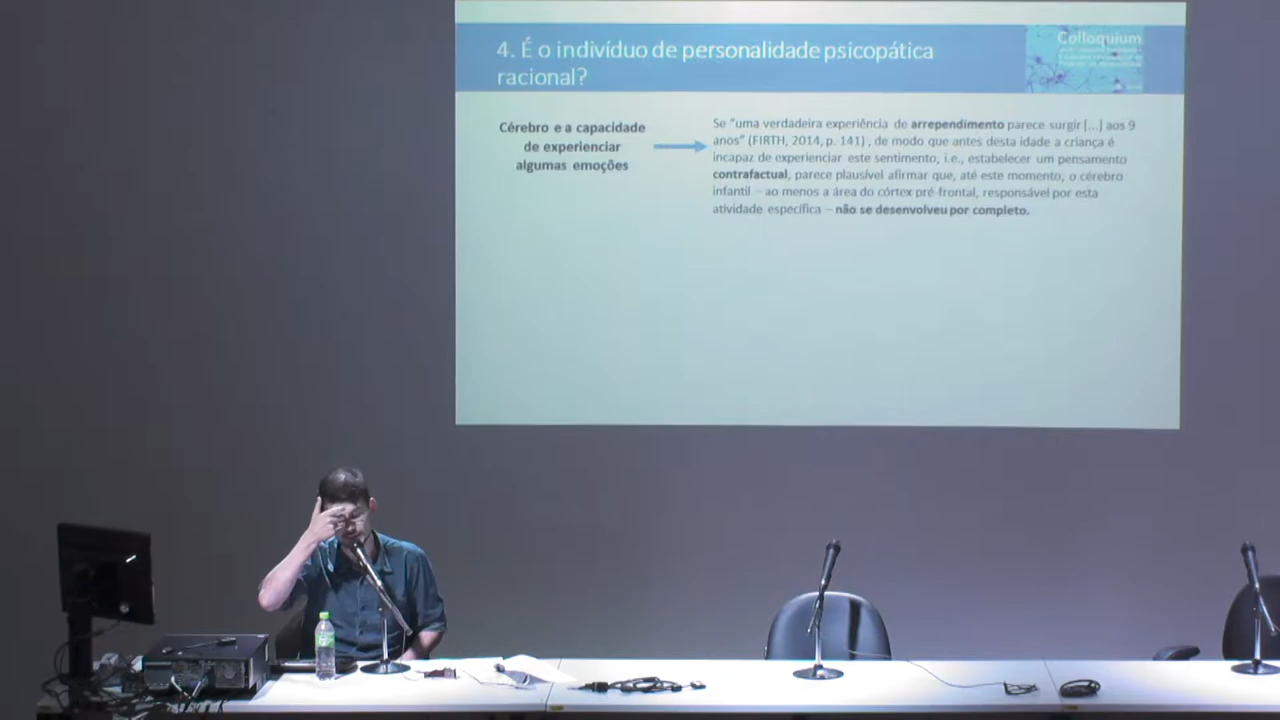 4. É o indivíduo de personalidade psicopática
racional?
Colloquium
Cérebro e a capacidade
de experienciar
algumas emoções
Se "uma verdadeira experiência de arrependimento parece surgir [...] aos 9
anos" (FIRTH, 2014, p. 141) , de modo que antes desta idade a criança é
incapaz de experienciar este sentimento, i.e., estabelecer um pensamento
contrafactual, parece plausível afirmar que, até este momento, o cérebro
infantil – ao menos a área do córtex pré frontal, responsável por esta
atividade específica – não se desenvolveu por completo.